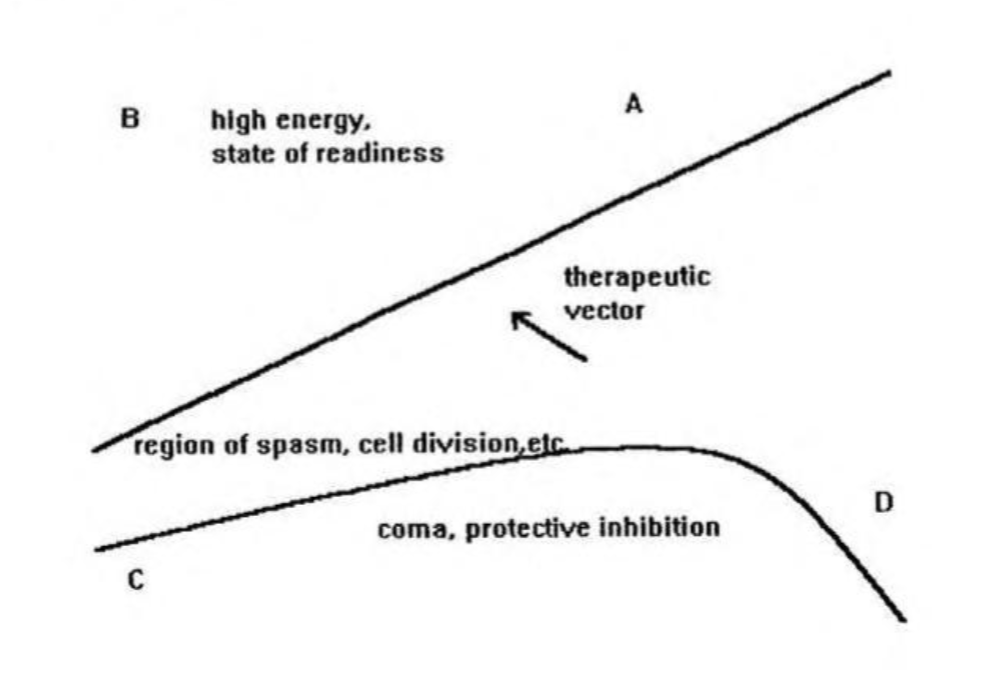 A
B
high energy,
state of readiness
therapeutic
vector
region of spasm, cell division,etc.
D
coma, protective inhibition
C